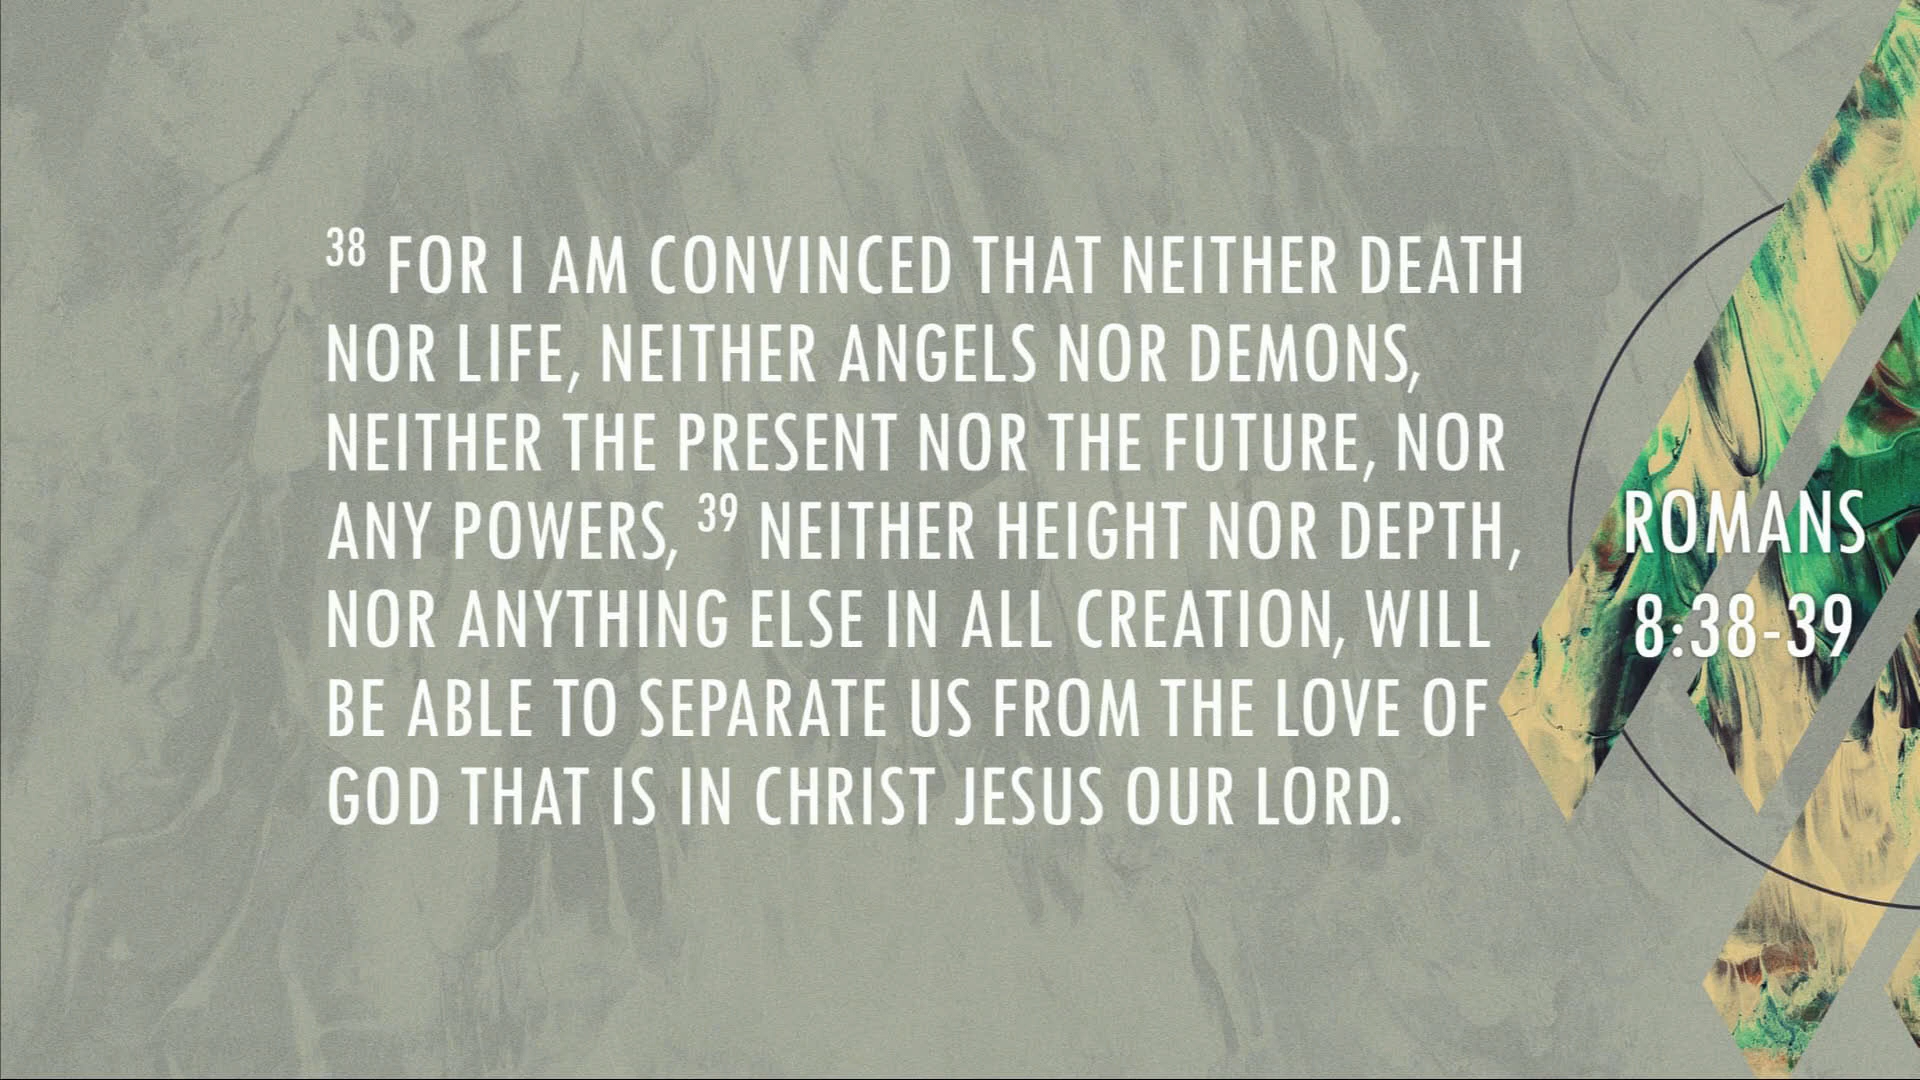 38 FOR I AM CONVINCED THAT NEITHER DEATH
NOR LIFE, NEITHER ANGELS NOR DEMONS,
NEITHER THE PRESENT NOR THE FUTURE, NOR
ANY POWERS, 39 NEITHER HEIGHT NOR DEPTH,
NOR ANYTHING ELSE IN ALL CREATION, WILL
BE ABLE TO SEPARATE US FROM THE LOVE OF
GOD THAT IS IN CHRIST JESUS OUR LORD.
ROMANS
8:38-39